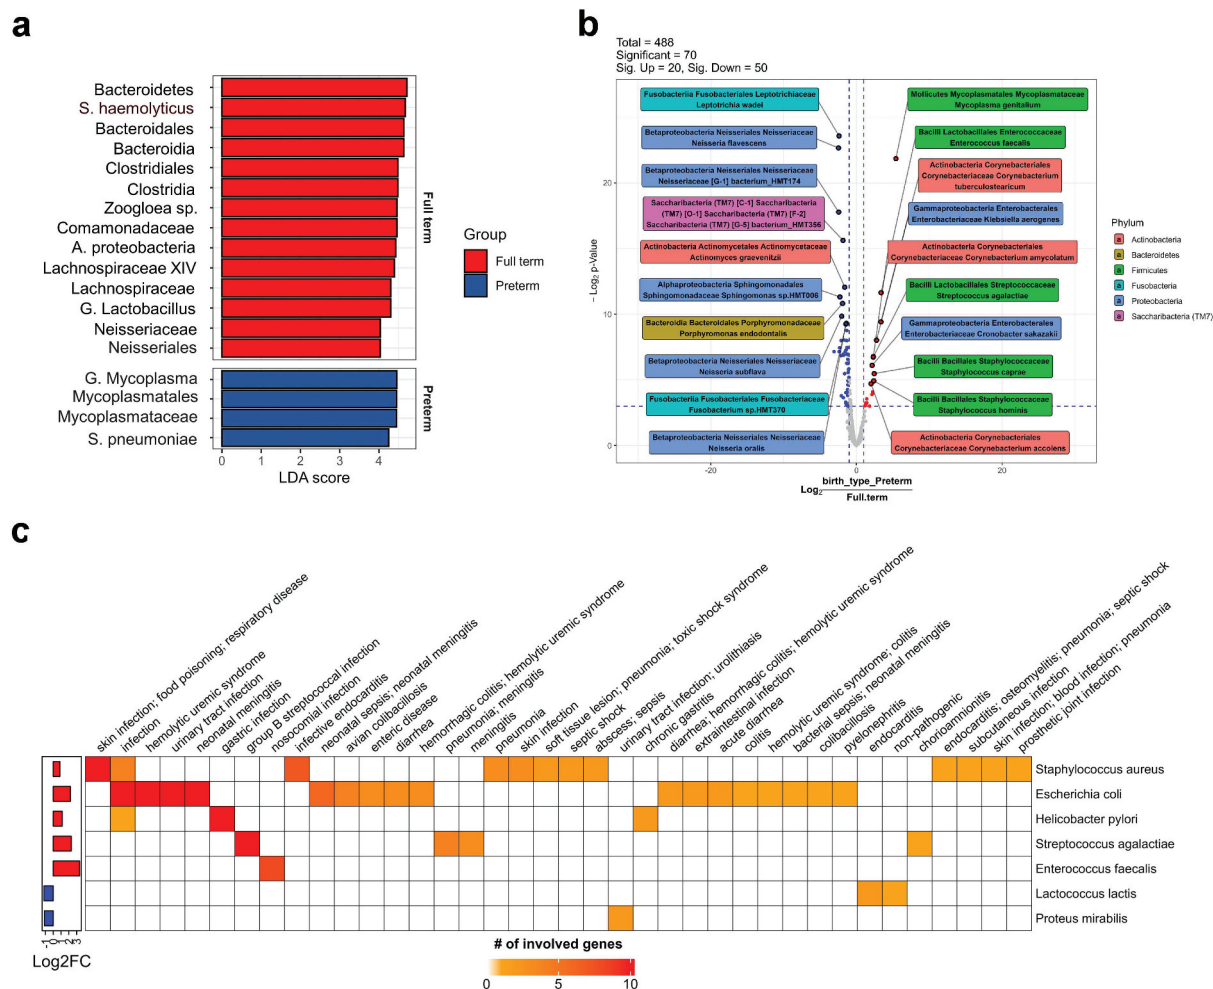 a
Bacteroidetes
S. haemolyticus
Bacteroidales
Bacteroidia
Clostridiales
Clostridia
Zoogloea sp.
Comamonadaceae
A. proteobacteria
Lachnospiraceae XIV
Lachnospiraceae
G. Lactobacillus
Neisseriaceae
Neisseriales
Full term
G. Mycoplasma
Mycoplasmatales
Mycoplasmataceae
S. pneumoniae
Preterm
0 1 2 3 4
LDA score
Group
Full term
Preterm
b
Total = 488
Significant = 70
Sig. Up = 20, Sig. Down = 50
Fusobacteriia Fusobacteriales Leptotrichiaceae
Leptotrichia wadei
Betaproteobacteria Neisseriales Neisseriaceae
Neisseria flavescens
Betaproteobacteria Neisseriales Neisseriaceae
Neisseriaceae [G-1] bacterium_HMT174
Saccharibacteria (TM7) [C-1] Saccharibacteria
(TM7) [O-1] Saccharibacteria (TM7) [F-2]
Saccharibacteria (TM7) [G-5] bacterium_HMT356
Actinobacteria Actinomycetales Actinomycetaceae
Actinomyces graevenitzii
Alphaproteobacteria Sphingomonadales
Sphingomonadaceae Sphingomonas sp.HMT006
Bacteroidia Bacteroidales Porphyromonadaceae
Porphyromonas endodontalis
Betaproteobacteria Neisseriales Neisseriaceae
Neisseria subflava
Fusobacteriia Fusobacteriales Fusobacteriaceae
Fusobacterium sp.HMT370
Betaproteobacteria Neisseriales Neisseriaceae
Neisseria oralis
Mollicutes Mycoplasmatales Mycoplasmataceae
Mycoplasma genitalium
Bacilli Lactobacillales Enterococcaceae
Enterococcus faecalis
Actinobacteria Corynebacteriales
Corynebacteriaceae Corynebacterium
tuberculostearicum
Gammaproteobacteria Enterobacterales
Enterobacteriaceae Klebsiella aerogenes
Actinobacteria Corynebacteriales
Corynebacteriaceae Corynebacterium amycolatum
Bacilli Lactobacillales Streptococcaceae
Streptococcus agalactiae
Gammaproteobacteria Enterobacterales
Enterobacteriaceae Cronobacter sakazakii
Bacilli Bacillales Staphylococcaceae
Staphylococcus caprae
Bacilli Bacillales Staphylococcaceae
Staphylococcus hominis
Actinobacteria Corynebacteriales
Corynebacteriaceae Corynebacterium accolens
- Log2 p-Value
20
10
0
-20 0 20
Log2 birth_type_Preterm
Full.term
Phylum
a Actinobacteria
a Bacteroidetes
a Firmicutes
a Fusobacteria
a Proteobacteria
a Saccharibacteria (TM7)
c
skin infection; food poisoning; respiratory disease
infection
hemolytic uremic syndrome
urinary tract infection
neonatal meningitis
gastric infection
group B streptococcal infection
nosocomial infection
infective endocarditis
neonatal sepsis; neonatal meningitis
avian colibacillosis
enteric disease
diarrhea
hemorrhagic colitis; hemolytic uremic syndrome
pneumonia; meningitis
meningitis
pneumonia
skin infection
soft tissue lesion; pneumonia; toxic shock syndrome
septic shock
abscess; sepsis
urinary tract infection; urolithiasis
chronic gastritis
diarrhea; hemorrhagic colitis; hemolytic uremic syndrome
extraintestinal infection
acute diarrhea
colitis
hemolytic uremic syndrome; colitis
bacterial sepsis; neonatal meningitis
colibacillosis
pyelonephritis
endocarditis
non-pathogenic
chorioamnionitis
endocarditis; osteomyelitis; pneumonia; septic shock
subcutaneous infection
skin infection; blood infection; pneumonia
prosthetic joint infection
Staphylococcus aureus
Escherichia coli
Helicobacter pylori
Streptococcus agalactiae
Enterococcus faecalis
Lactococcus lactis
Proteus mirabilis
-1 0 1 2 3
Log2FC
# of involved genes
0 5 10